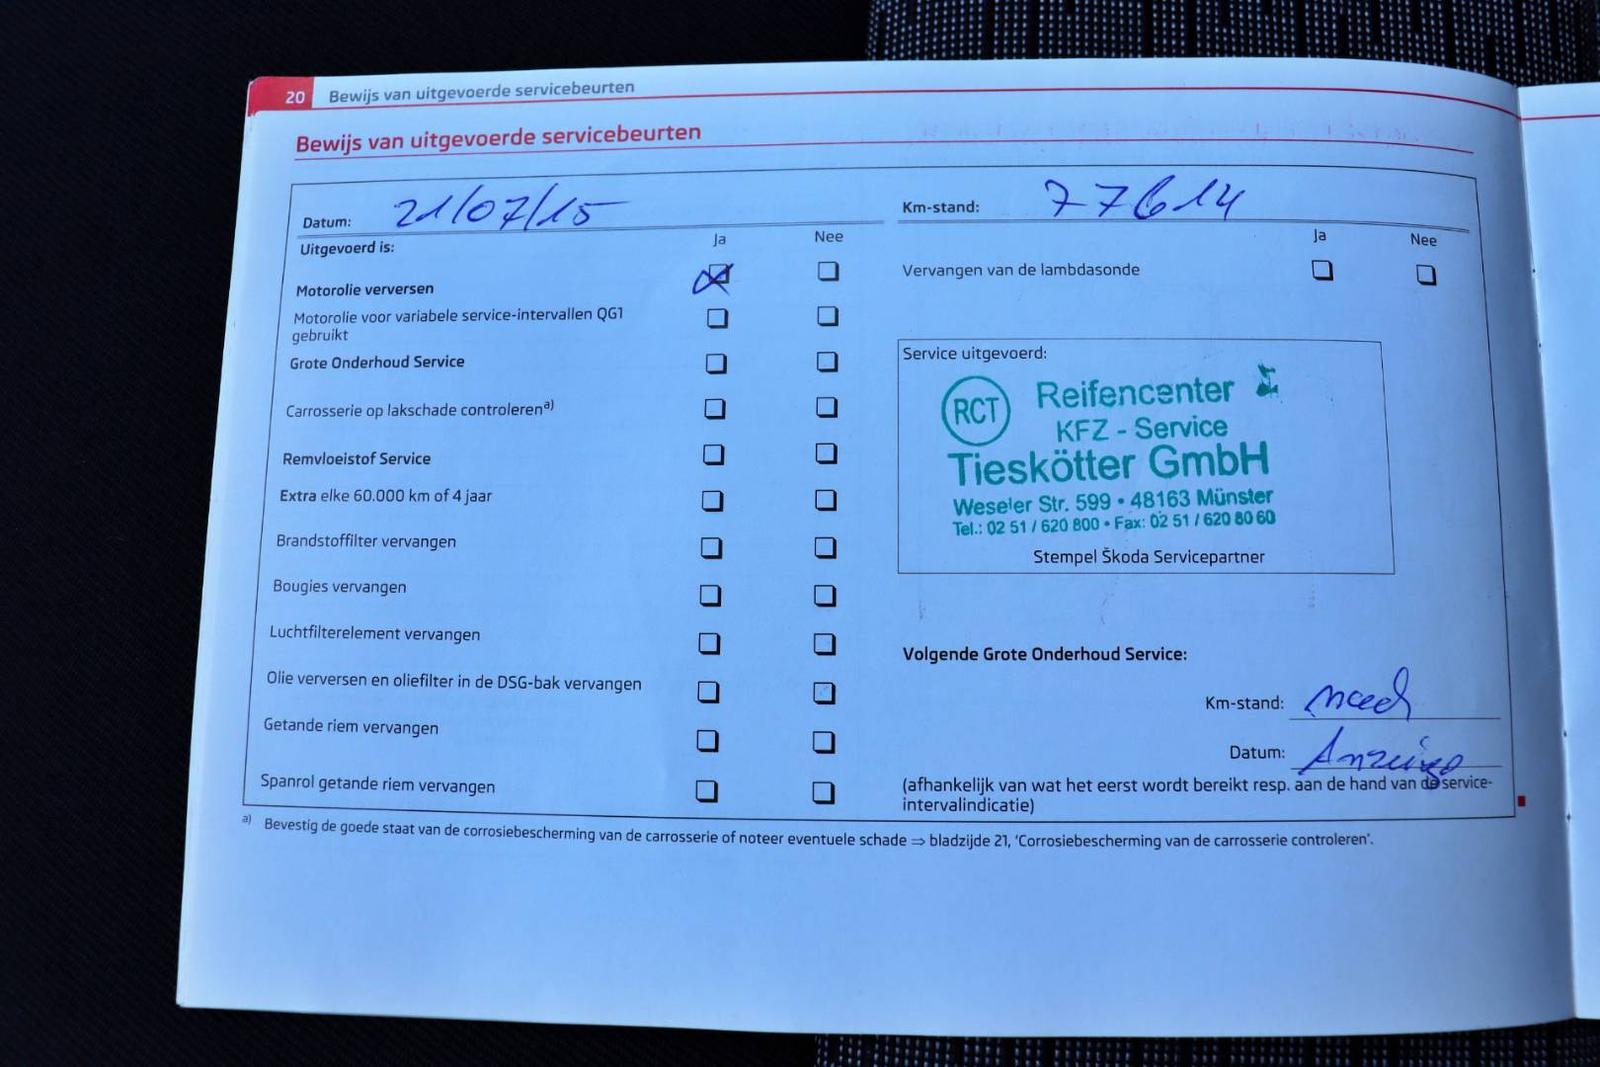 20 Bewijs van uitgevoerde servicebeurten
Bewijs van uitgevoerde servicebeurten
Datum: 21/07/15
Km-stand: 77614
Uitgevoerd is: Ja Nee
Ja Nee
Motorolie verversen
Vervangen van de lambdasonde
Motorolie voor variabele service-intervallen QG1
gebruikt
Grote Onderhoud Service
Carrosserie op lakschade controleren a)
Remvloeistof Service
Extra elke 60.000 km of 4 jaar
Brandstoffilter vervangen
Bougies vervangen
Luchtfilterelement vervangen
Olie verversen en oliefilter in de DSG-bak vervangen
Getande riem vervangen
Spanrol getande riem vervangen
Service uitgevoerd:
RCT Reifencenter
KFZ - Service
Tieskötter GmbH
Weseler Str. 599 • 48163 Münster
Tel.: 02 51 / 620 800 • Fax: 02 51 / 620 80 60
Stempel Škoda Servicepartner
Volgende Grote Onderhoud Service:
Km-stand: nach
Datum: Anzeige
(afhankelijk van wat het eerst wordt bereikt resp. aan de hand van de service-
intervalindicatie)
a) Bevestig de goede staat van de corrosiebescherming van de carrosserie of noteer eventuele schade ⇒ bladzijde 21, 'Corrosiebescherming van de carrosserie controleren'.